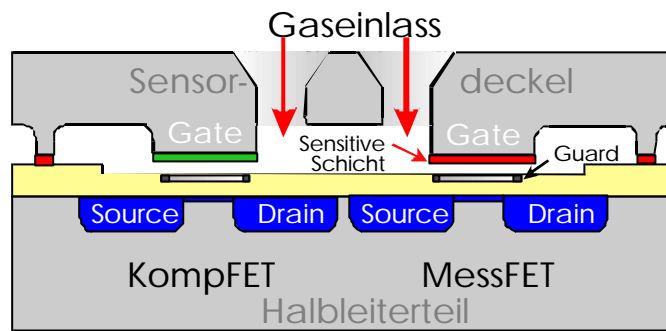 Gaseinlass
Sensor- deckel
Gate Gate
Sensitive
Schicht
Guard
Source Drain Source Drain
KompFET MessFET
Halbleiterteil